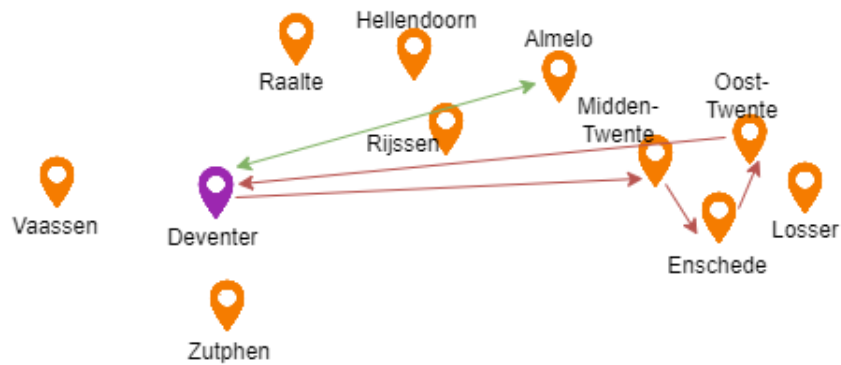 Hellendoorn
Almelo
Raalte
Oost-
Twente
Midden-
Twente
Rijssen
Vaassen
Deventer
Losser
Enschede
Zutphen